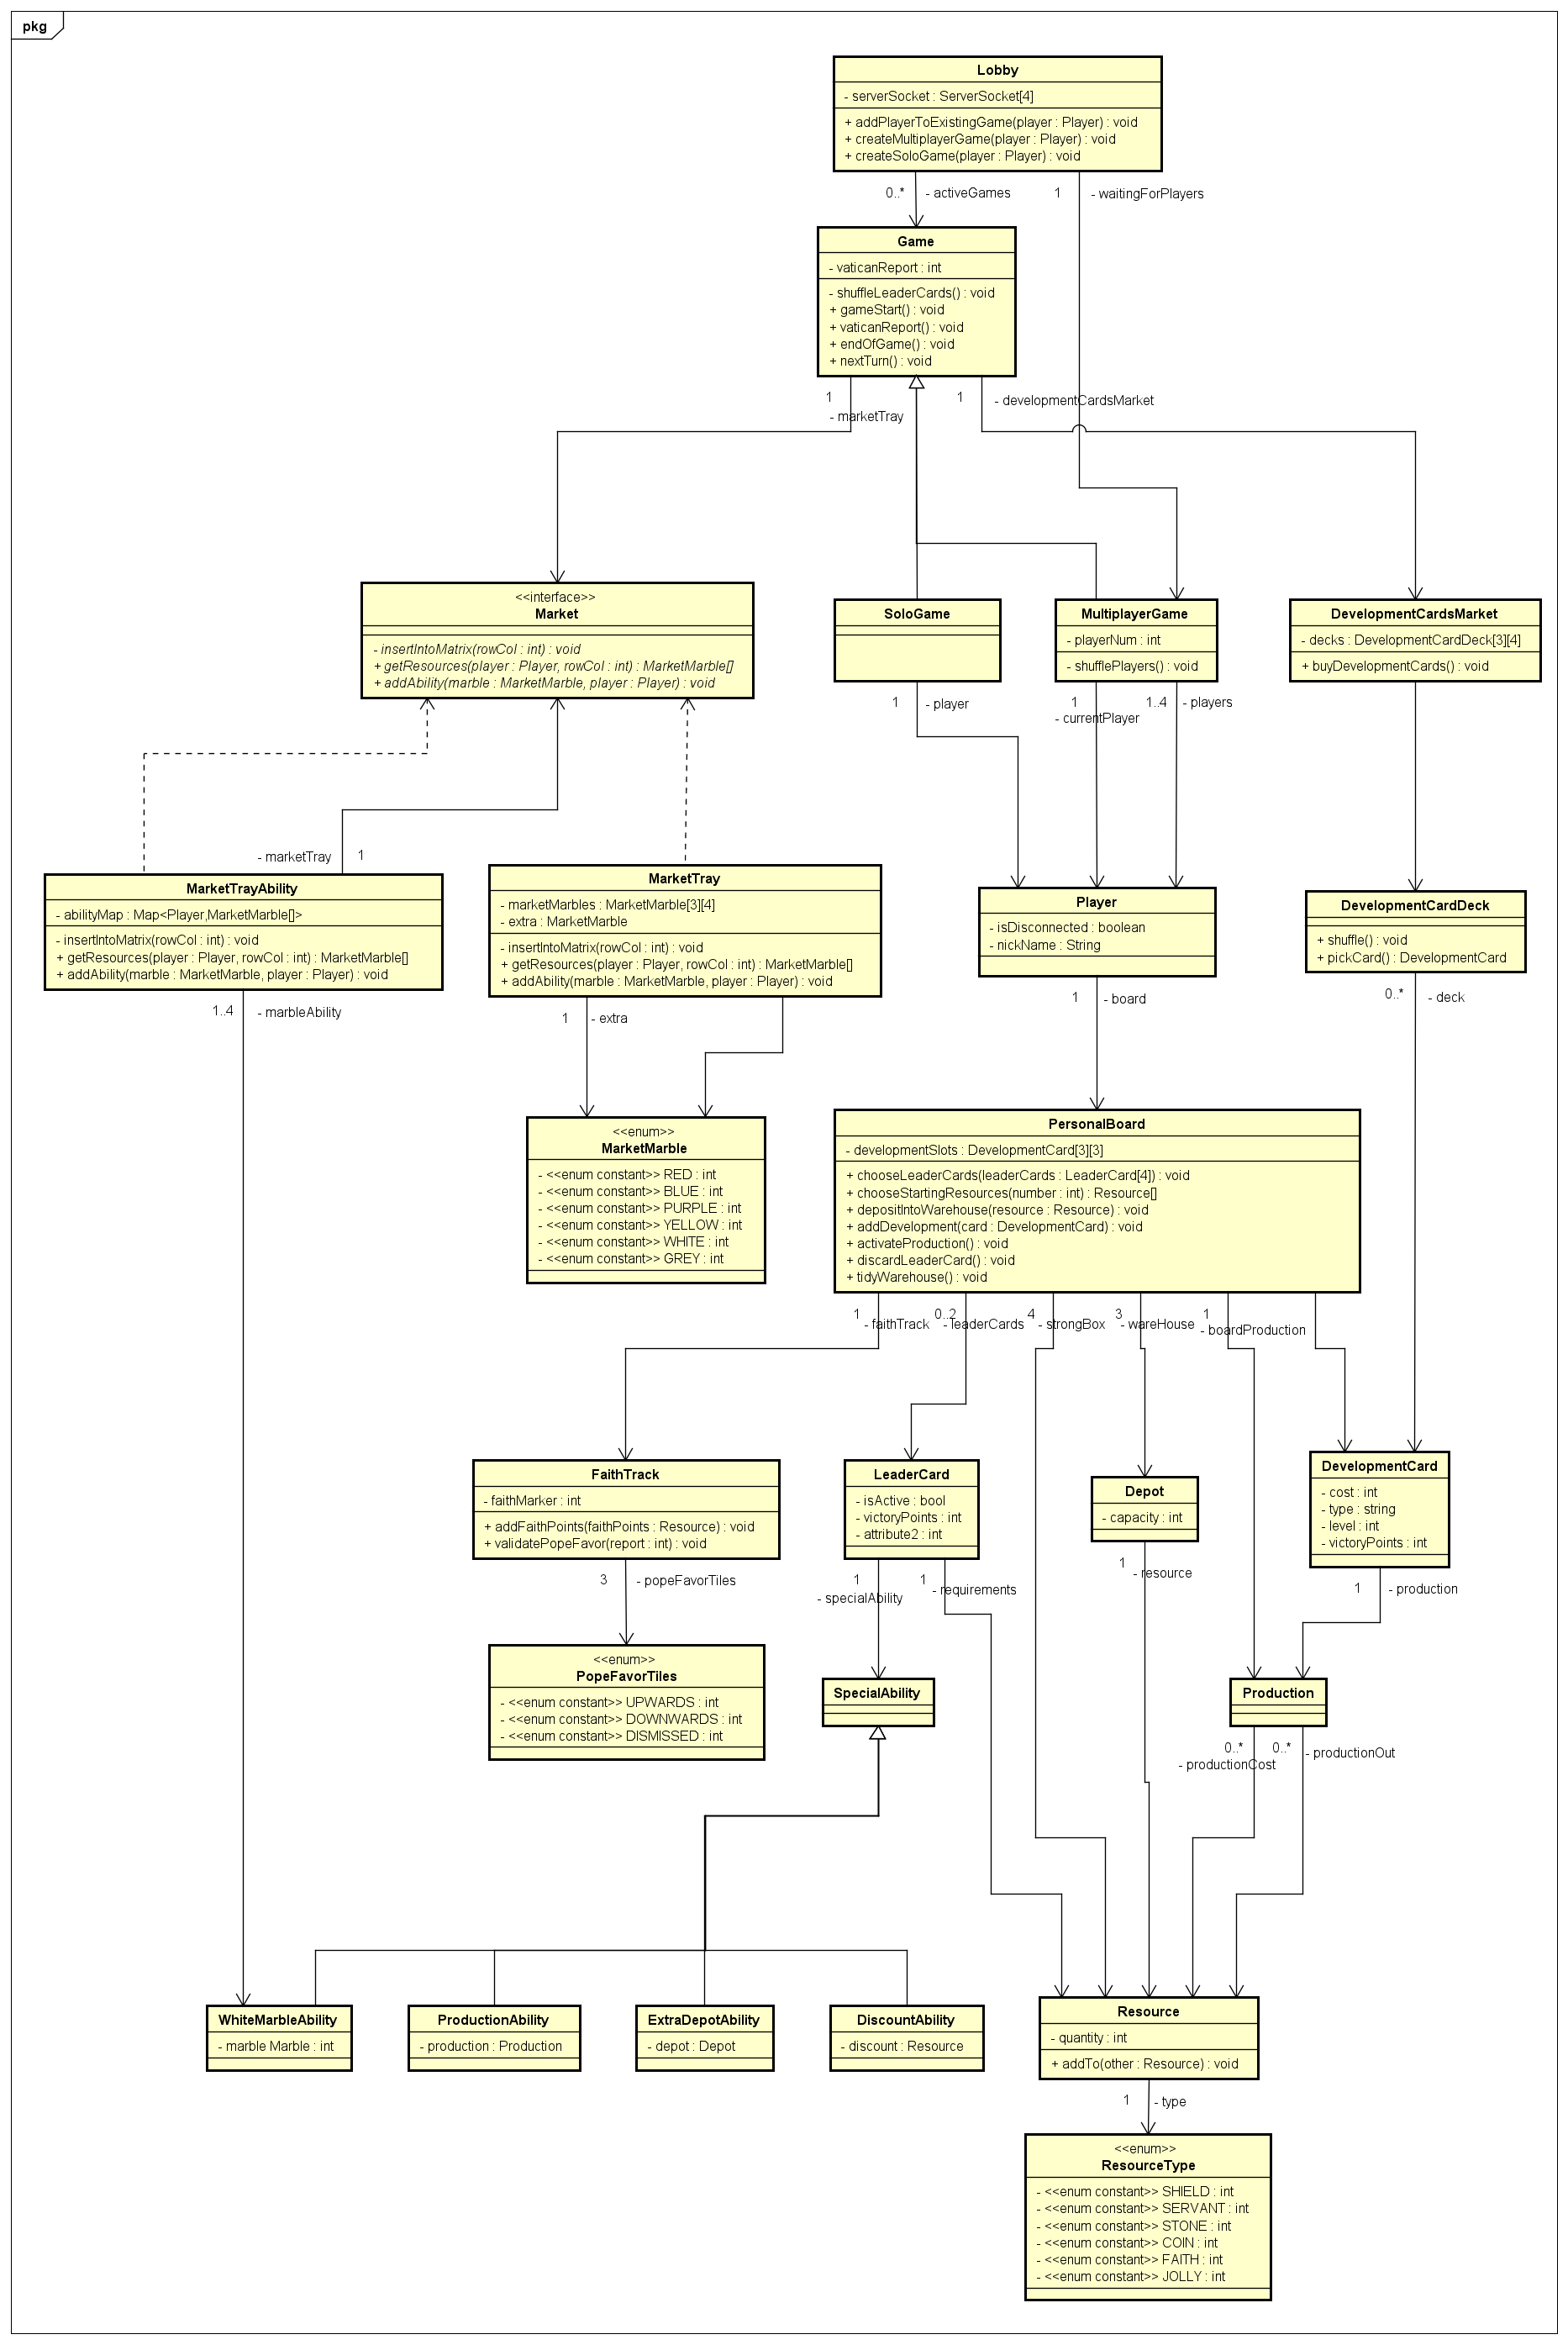 pkg
Lobby
- serverSocket : ServerSocket[4]
+ addPlayerToExistingGame(player : Player) : void
+ createMultiplayerGame(player : Player) : void
+ createSoloGame(player : Player) : void
0..*
- activeGames
1
- waitingForPlayers
Game
- vaticanReport : int
- shuffleLeaderCards() : void
+ gameStart() : void
+ vaticanReport() : void
+ endOfGame() : void
+ nextTurn() : void
1
- marketTray
1
- developmentCardsMarket
<<interface>>
Market
- insertIntoMatrix(rowCol : int) : void
+ getResources(player : Player, rowCol : int) : MarketMarble[]
+ addAbility(marble : MarketMarble, player : Player) : void
SoloGame
MultiplayerGame
- playerNum : int
- shufflePlayers() : void
DevelopmentCardsMarket
- decks : DevelopmentCardDeck[3][4]
+ buyDevelopmentCards() : void
1
- player
1
- currentPlayer
1..4
- players
- marketTray
1
MarketTrayAbility
- abilityMap : Map<Player,MarketMarble[]>
- insertIntoMatrix(rowCol : int) : void
+ getResources(player : Player, rowCol : int) : MarketMarble[]
+ addAbility(marble : MarketMarble, player : Player) : void
MarketTray
- marketMarbles : MarketMarble[3][4]
- extra : MarketMarble
- insertIntoMatrix(rowCol : int) : void
+ getResources(player : Player, rowCol : int) : MarketMarble[]
+ addAbility(marble : MarketMarble, player : Player) : void
Player
- isDisconnected : boolean
- nickName : String
DevelopmentCardDeck
+ shuffle() : void
+ pickCard() : DevelopmentCard
1..4
- marbleAbility
1
- extra
1
- board
0..*
- deck
<<enum>>
MarketMarble
- <<enum constant>> RED : int
- <<enum constant>> BLUE : int
- <<enum constant>> PURPLE : int
- <<enum constant>> YELLOW : int
- <<enum constant>> WHITE : int
- <<enum constant>> GREY : int
PersonalBoard
- developmentSlots : DevelopmentCard[3][3]
+ chooseLeaderCards(leaderCards : LeaderCard[4]) : void
+ chooseStartingResources(number : int) : Resource[]
+ depositIntoWarehouse(resource : Resource) : void
+ addDevelopment(card : DevelopmentCard) : void
+ activateProduction() : void
+ discardLeaderCard() : void
+ tidyWarehouse() : void
1
- faithTrack
0..2
- leaderCards
4
- strongBox
3
- wareHouse
1
- boardProduction
FaithTrack
- faithMarker : int
+ addFaithPoints(faithPoints : Resource) : void
+ validatePopeFavor(report : int) : void
LeaderCard
- isActive : bool
- victoryPoints : int
- attribute2 : int
Depot
- capacity : int
DevelopmentCard
- cost : int
- type : string
- level : int
- victoryPoints : int
3
- popeFavorTiles
1
- specialAbility
1
- requirements
1
- resource
1
- production
<<enum>>
PopeFavorTiles
- <<enum constant>> UPWARDS : int
- <<enum constant>> DOWNWARDS : int
- <<enum constant>> DISMISSED : int
SpecialAbility
Production
0..*
- productionCost
0..*
- productionOut
WhiteMarbleAbility
- marble Marble : int
ProductionAbility
- production : Production
ExtraDepotAbility
- depot : Depot
DiscountAbility
- discount : Resource
Resource
- quantity : int
+ addTo(other : Resource) : void
1
- type
<<enum>>
ResourceType
- <<enum constant>> SHIELD : int
- <<enum constant>> SERVANT : int
- <<enum constant>> STONE : int
- <<enum constant>> COIN : int
- <<enum constant>> FAITH : int
- <<enum constant>> JOLLY : int